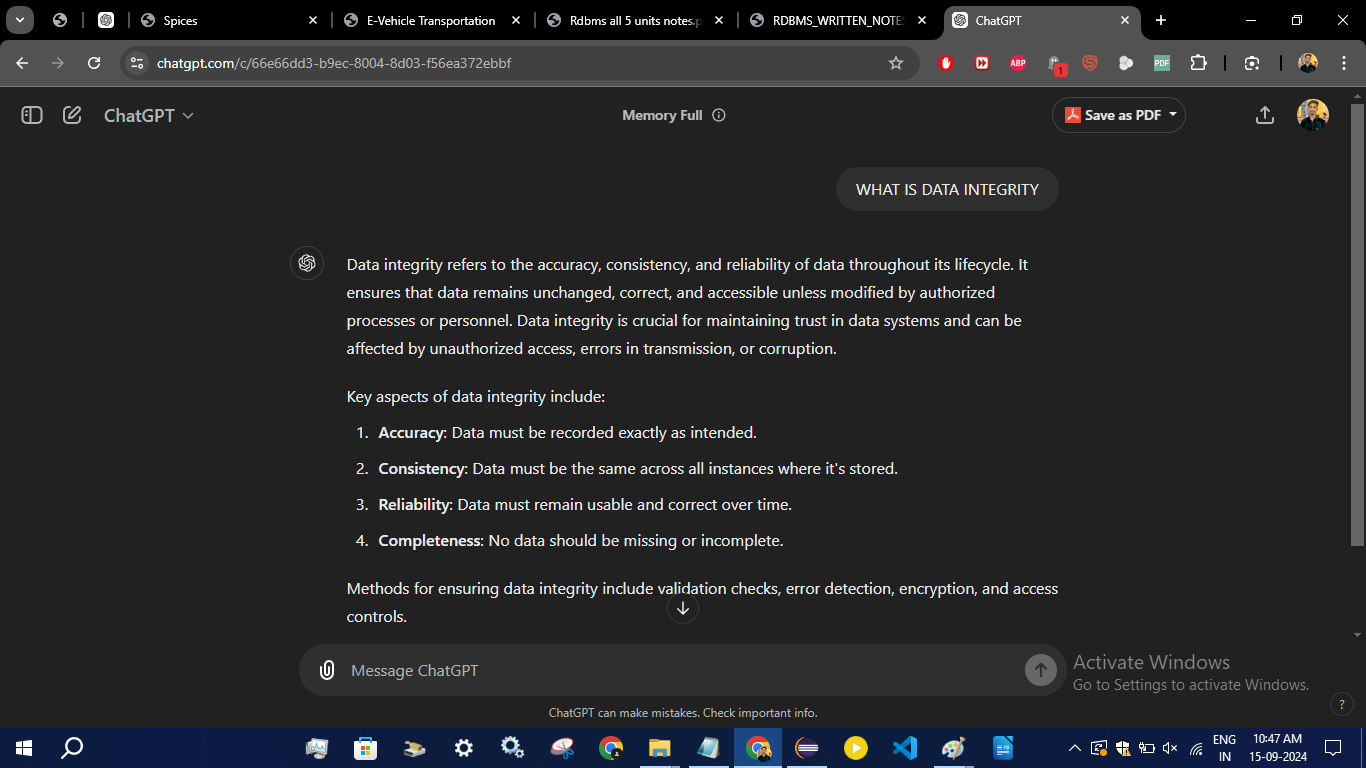 Spices
E-Vehicle Transportation
Rdbms all 5 units notes.p
RDBMS_WRITTEN_NOTES
ChatGPT
chatgpt.com/c/66e66dd3-b9ec-8004-8d03-f56ea372ebbf
ABP
1
PDF
ChatGPT
Memory Full
Save as PDF
WHAT IS DATA INTEGRITY
Data integrity refers to the accuracy, consistency, and reliability of data throughout its lifecycle. It
ensures that data remains unchanged, correct, and accessible unless modified by authorized
processes or personnel. Data integrity is crucial for maintaining trust in data systems and can be
affected by unauthorized access, errors in transmission, or corruption.
Key aspects of data integrity include:
1. Accuracy: Data must be recorded exactly as intended.
2. Consistency: Data must be the same across all instances where it's stored.
3. Reliability: Data must remain usable and correct over time.
4. Completeness: No data should be missing or incomplete.
Methods for ensuring data integrity include validation checks, error detection, encryption, and access
controls.
Message ChatGPT
Activate Windows
Go to Settings to activate Windows.
ChatGPT can make mistakes. Check important info.
?
ENG
IN
10:47 AM
15-09-2024